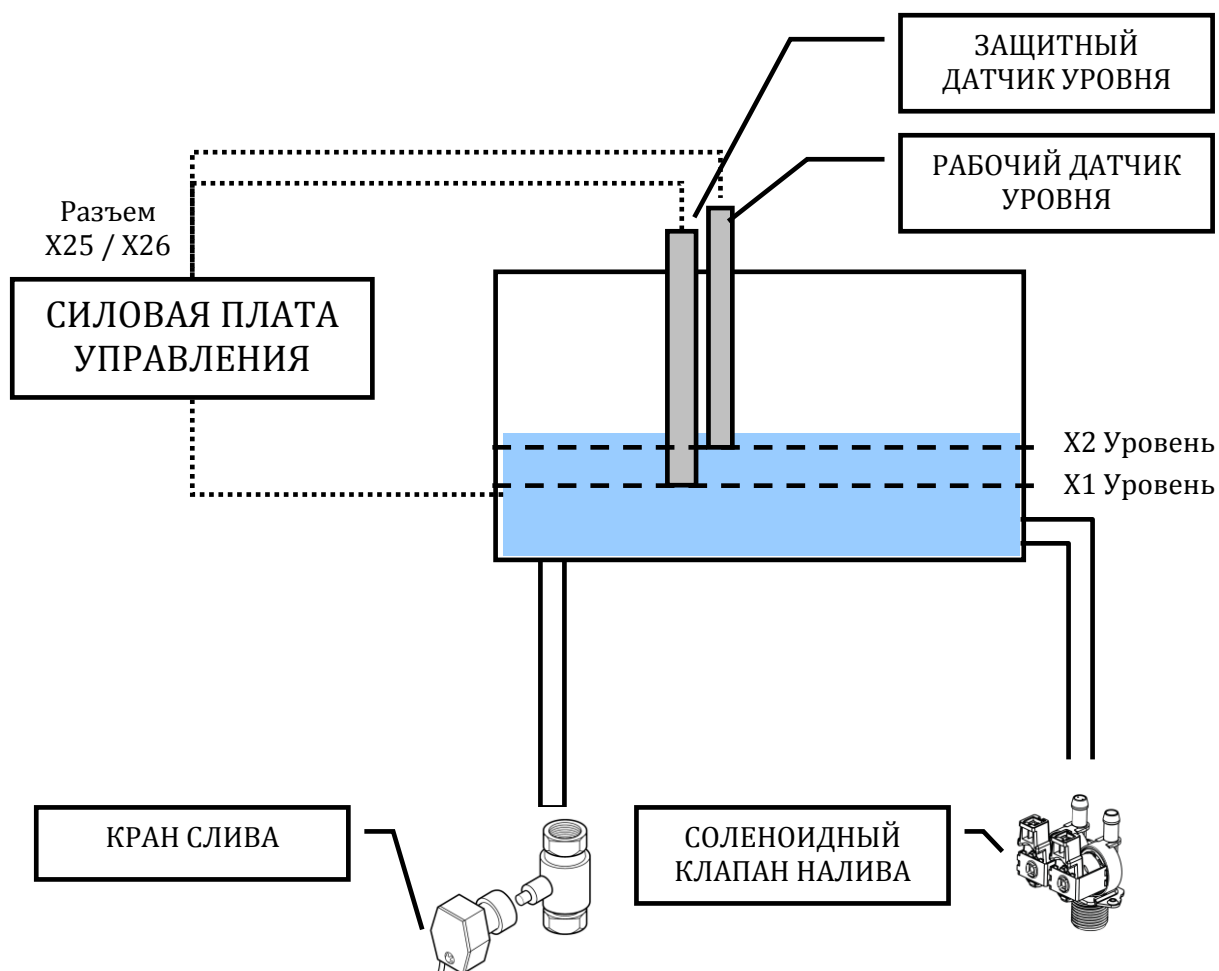 ЗАЩИТНЫЙ
ДАТЧИК УРОВНЯ
РАБОЧИЙ ДАТЧИК
УРОВНЯ
Разъем
X25 / X26
СИЛОВАЯ ПЛАТА
УПРАВЛЕНИЯ
X2 Уровень
X1 Уровень
КРАН СЛИВА
СОЛЕНОИДНЫЙ
КЛАПАН НАЛИВА